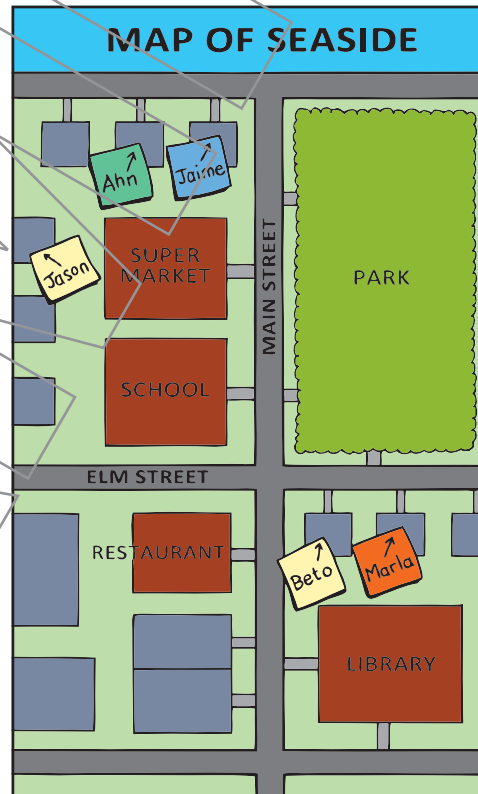 MAP OF SEASIDE
Ahn
Jaime
Jason
SUPER
MARKET
MAIN STREET
PARK
SCHOOL
ELM STREET
RESTAURANT
Beto
Marla
LIBRARY